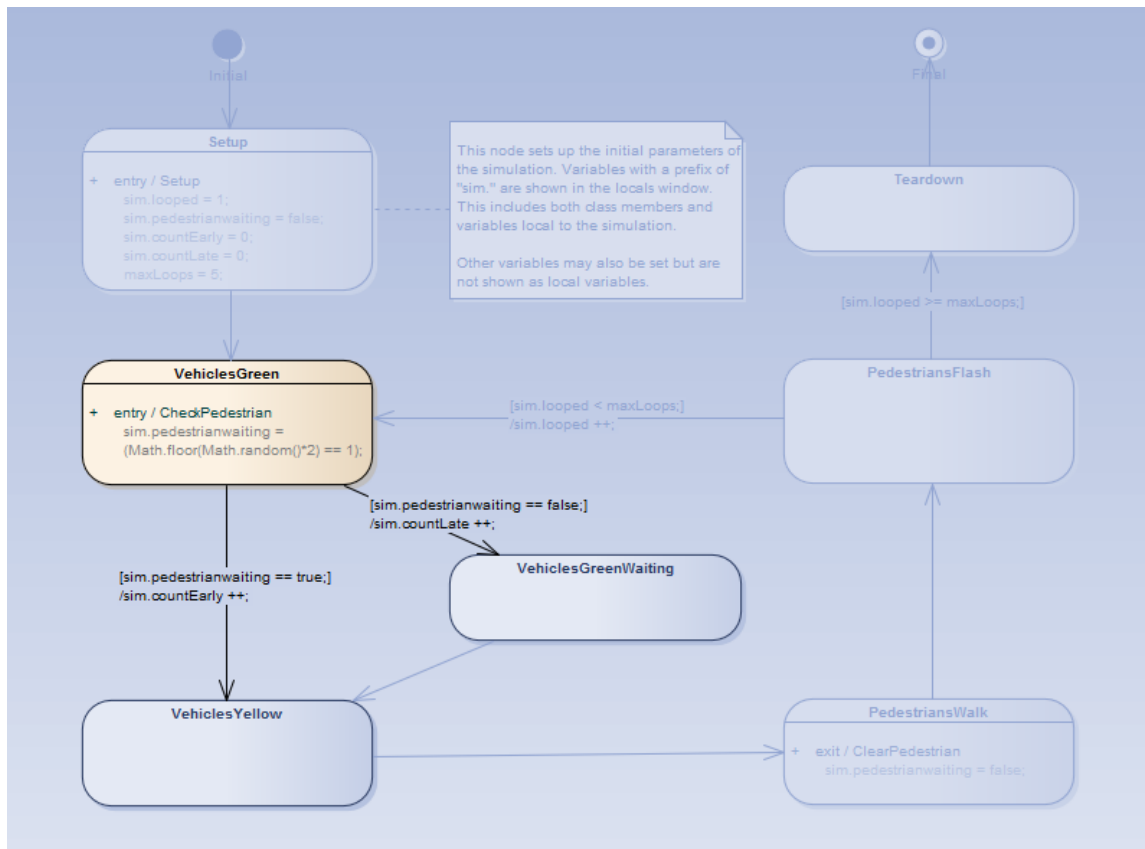 Initial
Final
Setup
+ entry / Setup
sim.looped = 1;
sim.pedestrianwaiting = false;
sim.countEarly = 0;
sim.countLate = 0;
maxLoops = 5;
This node sets up the initial parameters of
the simulation. Variables with a prefix of
"sim." are shown in the locals window.
This includes both class members and
variables local to the simulation.
Other variables may also be set but are
not shown as local variables.
Teardown
[sim.looped >= maxLoops;]
VehiclesGreen
+ entry / CheckPedestrian
sim.pedestrianwaiting =
(Math.floor(Math.random()*2) == 1);
[sim.looped < maxLoops;]
/sim.looped ++;
PedestriansFlash
[sim.pedestrianwaiting == false;]
/sim.countLate ++;
VehiclesGreenWaiting
[sim.pedestrianwaiting == true;]
/sim.countEarly ++;
VehiclesYellow
PedestriansWalk
+ exit / ClearPedestrian
sim.pedestrianwaiting = false;